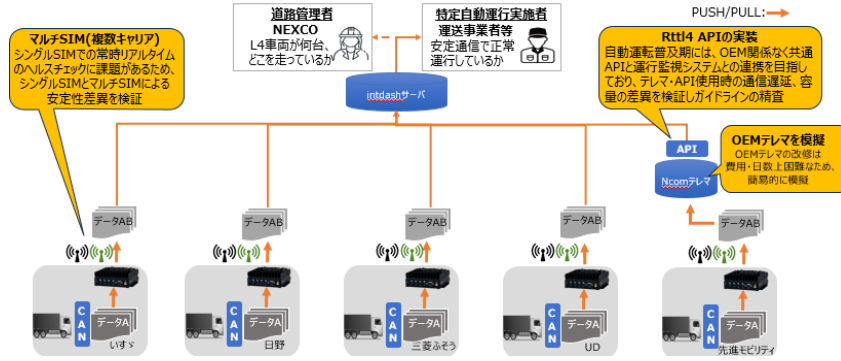 PUSH/PULL:
マルチSIM(複数キャリア)
シングルSIMでの常時リアルタイム
のヘルスチェックに課題があるため、
シングルSIMとマルチSIMによる
安定性差異を検証
道路管理者
NEXCO
L4車両が何台、
どこを走っているか
特定自動運行実施者
運送事業者等
安定通信で正常
運行しているか
Rttl4 APIの実装
自動運転普及期には、OEM関係なく共通
APIと運行監視システムとの連携を目指し
ており、テレマ・API使用時の通信遅延、容
量の差異を検証しガイドラインの精査
intdashサーバ
API
Ncomテレマ
OEMテレマを模擬
OEMテレマの改修は
費用・日数上困難なため、
簡易的に模擬
データAB
データAB
データAB
データAB
データAB
CAN
データA
いすゞ
CAN
データA
日野
CAN
データA
三菱ふそう
CAN
データA
UD
CAN
データA
先進モビリティ